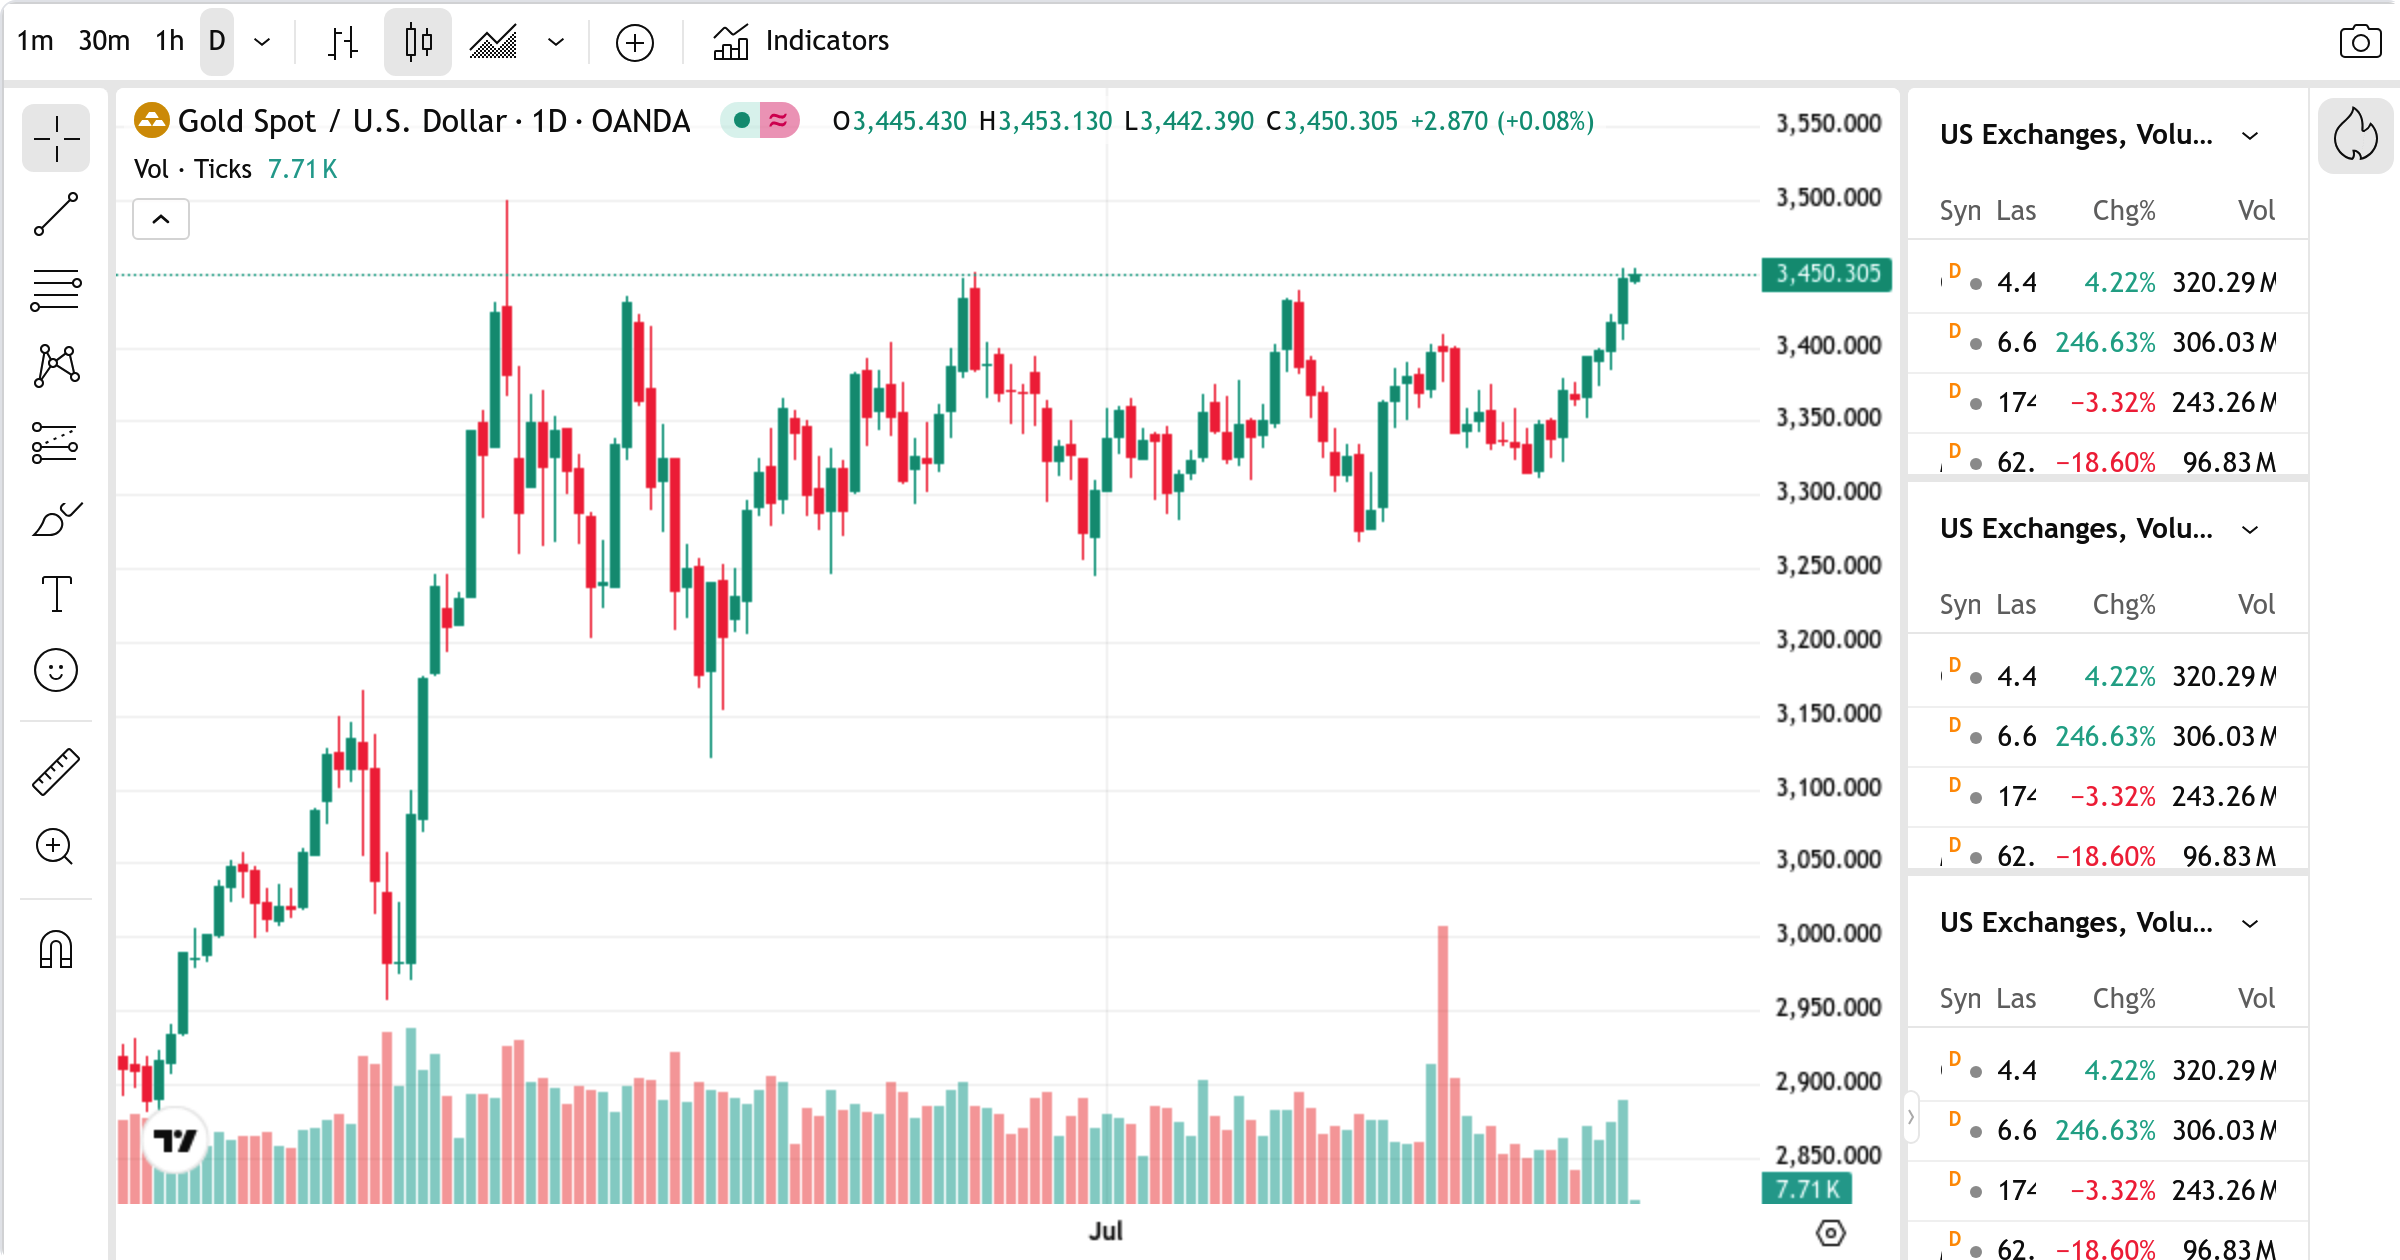 1m 30m 1h D Indicators
Gold Spot / U.S. Dollar · 1D · OANDA O3,445.430 H3,453.130 L3,442.390 C3,450.305 +2.870 (+0.08%)
Vol · Ticks 7.71 K
3,550.000
3,500.000
3,450.305
3,400.000
3,350.000
3,300.000
3,250.000
3,200.000
3,150.000
3,100.000
3,050.000
3,000.000
2,950.000
2,900.000
2,850.000
7.71 K
Jul
US Exchanges, Volu...
Syn Las Chg% Vol
D 4.4 4.22% 320.29 M
D 6.6 246.63% 306.03 M
D 174 −3.32% 243.26 M
D 62. −18.60% 96.83 M
US Exchanges, Volu...
Syn Las Chg% Vol
D 4.4 4.22% 320.29 M
D 6.6 246.63% 306.03 M
D 174 −3.32% 243.26 M
D 62. −18.60% 96.83 M
US Exchanges, Volu...
Syn Las Chg% Vol
D 4.4 4.22% 320.29 M
D 6.6 246.63% 306.03 M
D 174 −3.32% 243.26 M
D 62. −18.60% 96.83 M